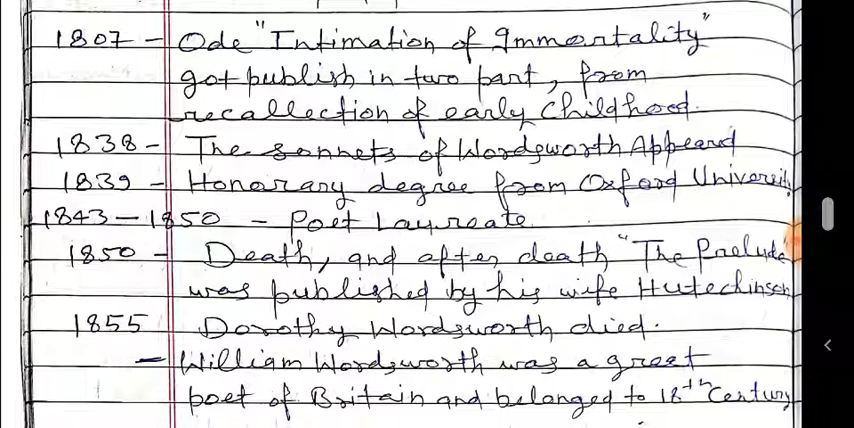 1807 - Ode "Intimation of Immortality"
got publish in two part, from
recallection of early Childhood.
1838 - The sonnets of Wordsworth Appeard
1839 - Honorary degree from Oxford University
1843-1850 - Poet Laureate.
1850 - Death, and after death "The Prelude"
was published by his wife Hutechinson
1855 Dorothy Wordsworth died.
- William Wordsworth was a great
poet of Britain and belonged to 18th Century